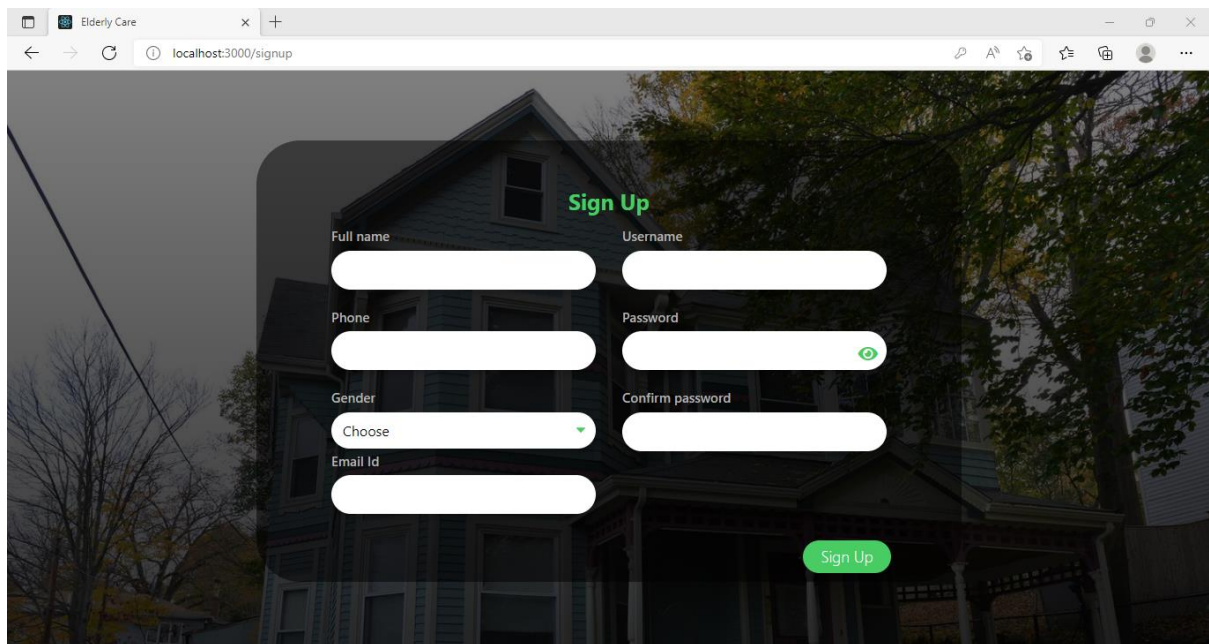 Elderly Care
localhost:3000/signup
Sign Up
Full name
Username
Phone
Password
Gender
Confirm password
Choose
Email Id
Sign Up